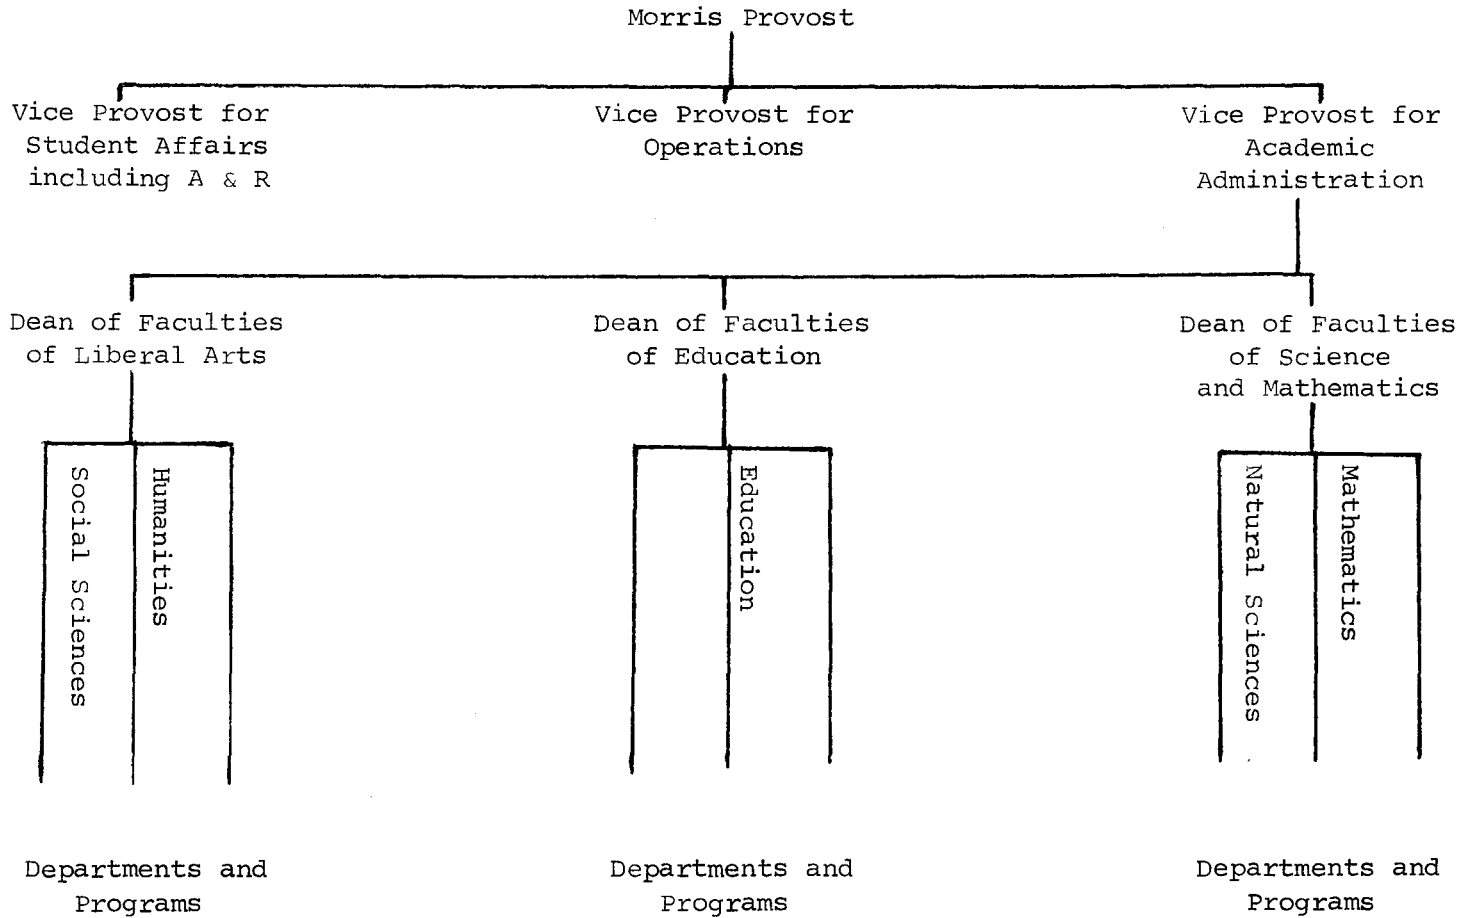 Morris Provost
Vice Provost for
Student Affairs
including A & R
Vice Provost for
Operations
Vice Provost for
Academic
Administration
Dean of Faculties
of Liberal Arts
Dean of Faculties
of Education
Dean of Faculties
of Science
and Mathematics
Social Sciences
Humanities
Education
Natural Sciences
Mathematics
Departments and
Programs
Departments and
Programs
Departments and
Programs